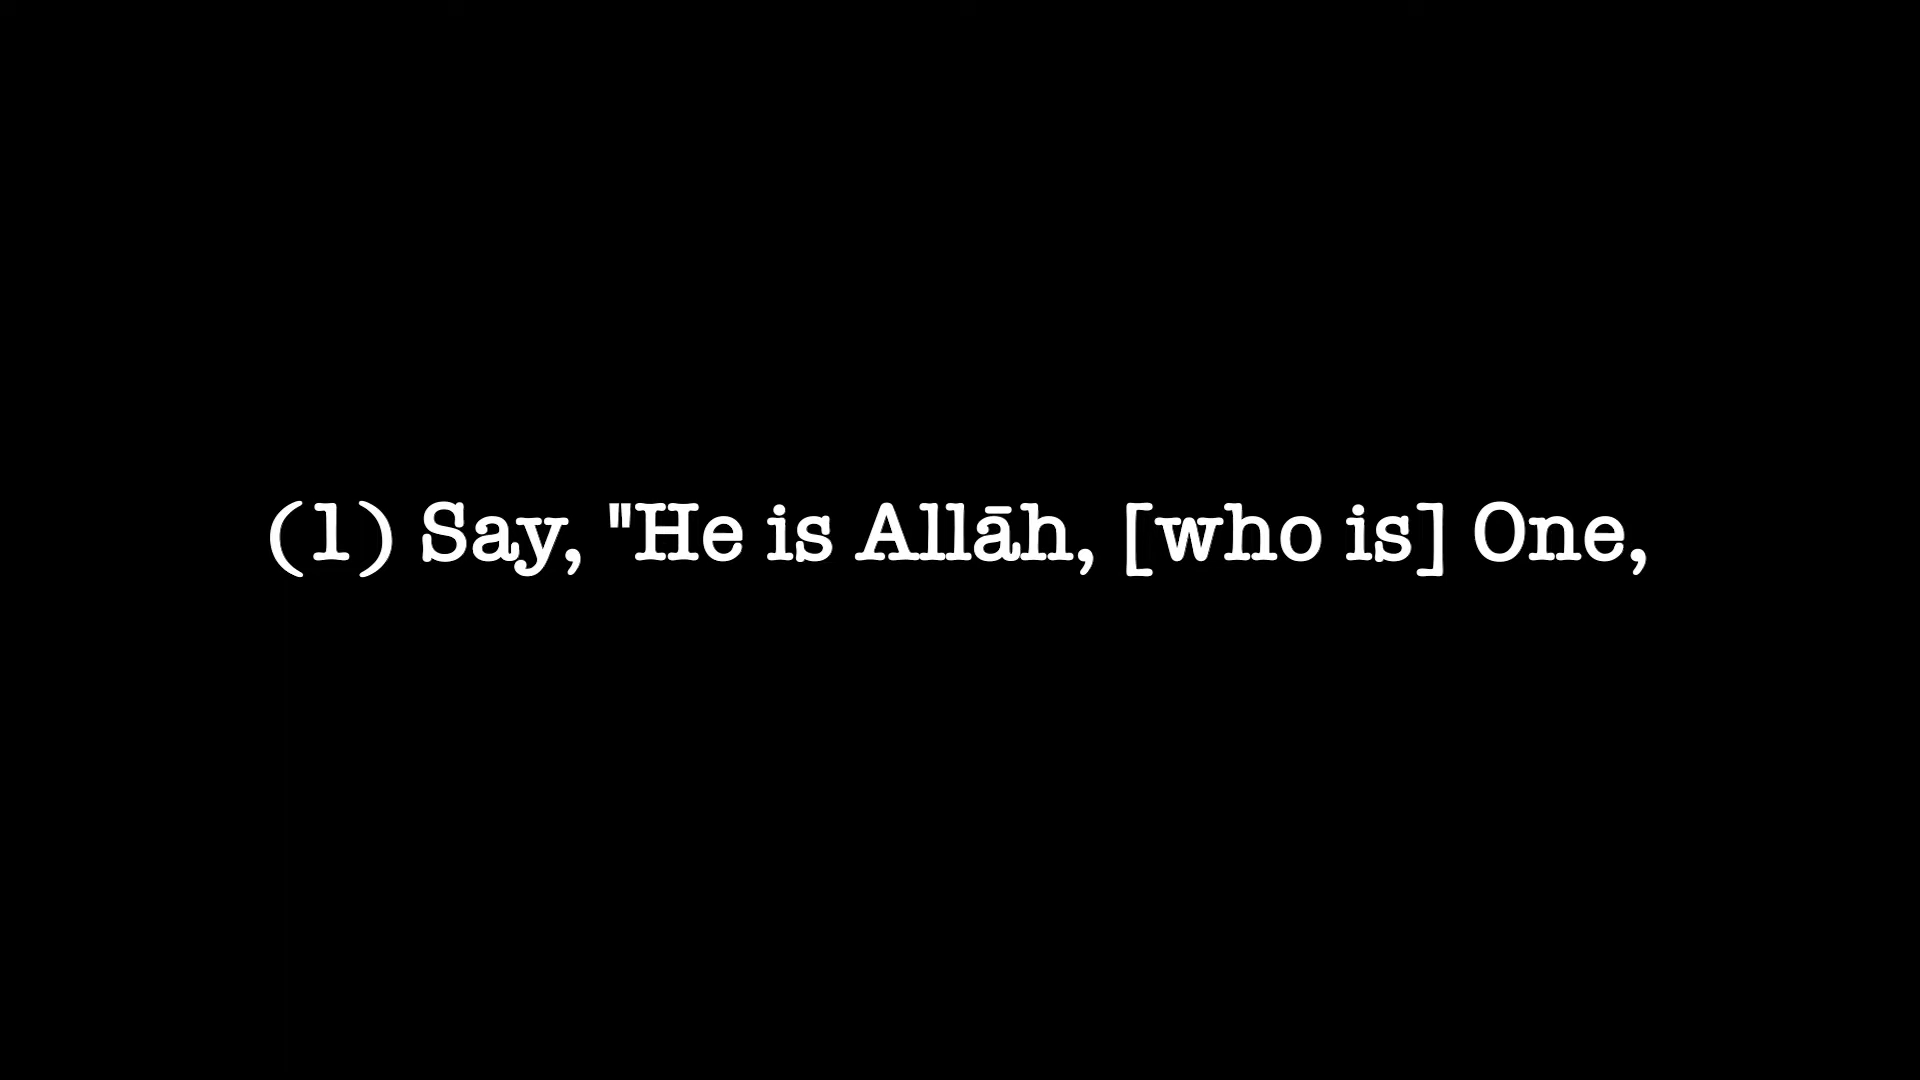 (1) Say, "He is Allāh, [who is] One,